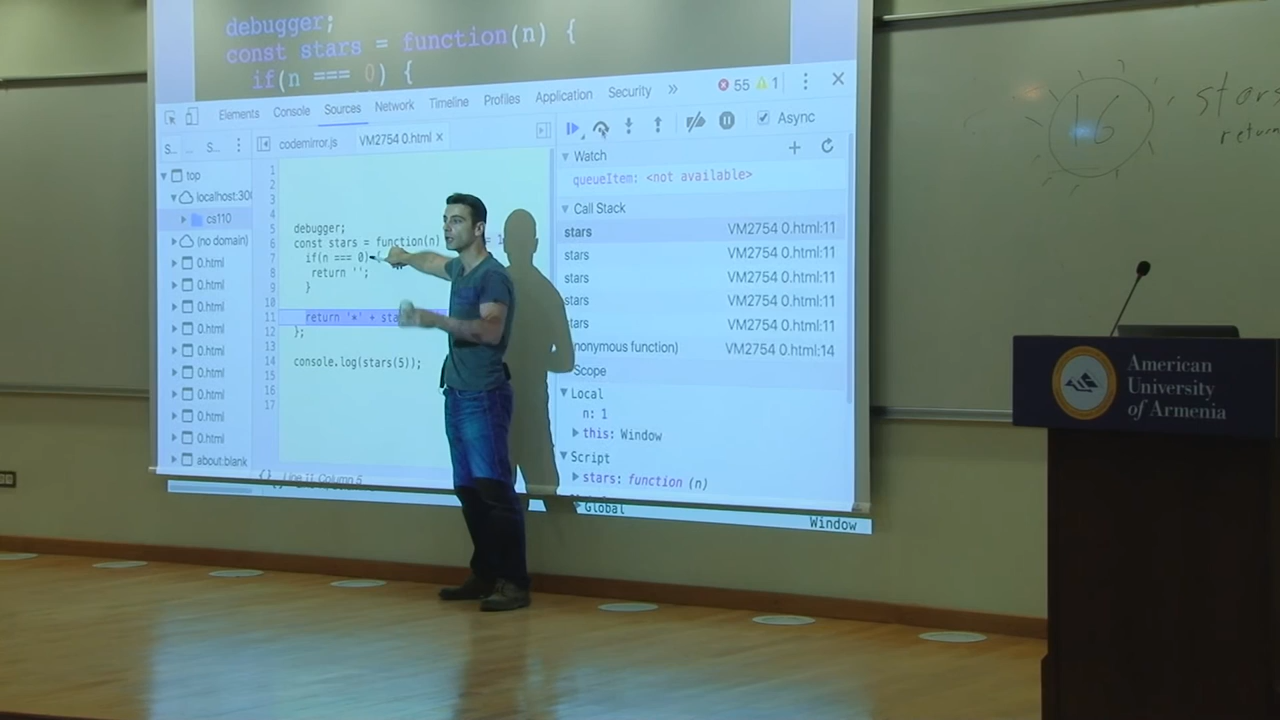 debugger;
const stars = function(n) {
if(n === 0) {
Elements Console Sources Network Timeline Profiles Application Security » 55 1
S... ... S... codemirror.js VM2754 0.html × Async
top
localhost:300
cs110
(no domain)
0.html
0.html
0.html
0.html
0.html
0.html
0.html
0.html
0.html
about:blank
1
2
3
4
5 debugger;
6 const stars = function(n)
7 if(n === 0) {
8 return '';
9 }
10
11 return '*' + sta
12 };
13
14 console.log(stars(5));
15
16
17
{} Line 11, Column 5
Watch
queueItem: <not available>
Call Stack
stars VM2754 0.html:11
stars VM2754 0.html:11
stars VM2754 0.html:11
stars VM2754 0.html:11
tars VM2754 0.html:11
nonymous function) VM2754 0.html:14
Scope
Local
n: 1
this: Window
Script
stars: function (n)
Global Window
16
stars
return
American
University
of Armenia